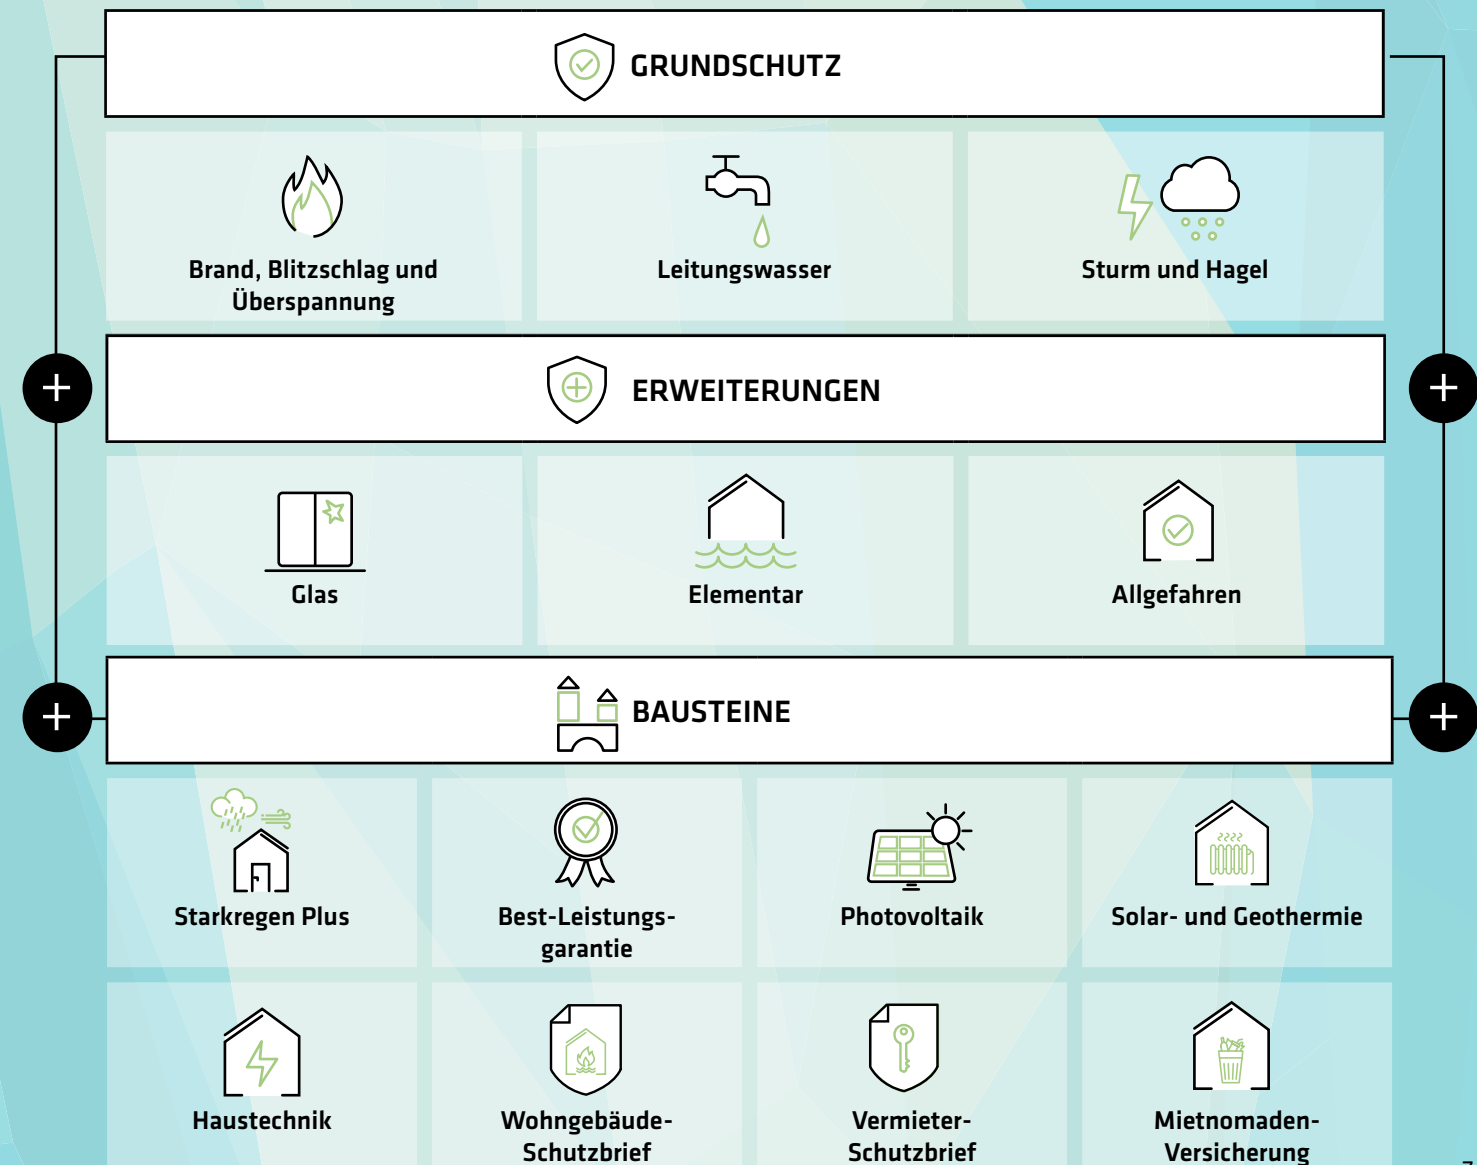 GRUNDSCHUTZ
Brand, Blitzschlag und
Überspannung
Leitungswasser
Sturm und Hagel
ERWEITERUNGEN
Glas
Elementar
Allgefahren
BAUSTEINE
Starkregen Plus
Best-Leistungs-
garantie
Photovoltaik
Solar- und Geothermie
Haustechnik
Wohngebäude-
Schutzbrief
Vermieter-
Schutzbrief
Mietnomaden-
Versicherung